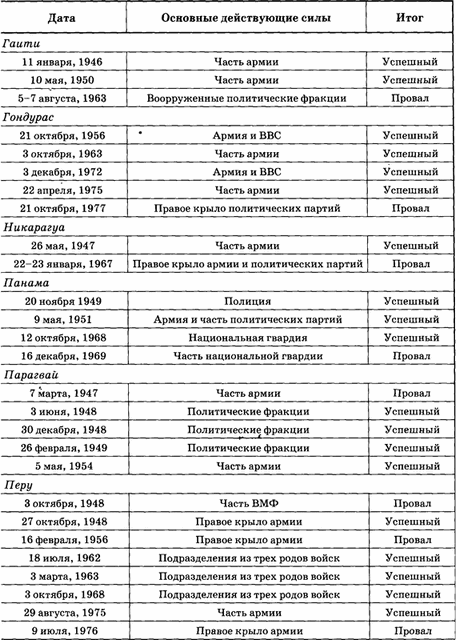 Дата Основные действующие силы Итог
Гаити
11 января, 1946 Часть армии Успешный
10 мая, 1950 Часть армии Успешный
5–7 августа, 1963 Вооруженные политические фракции Провал
Гондурас
21 октября, 1956 Армия и ВВС Успешный
3 октября, 1963 Часть армии Успешный
3 декабря, 1972 Армия и ВВС Успешный
22 апреля, 1975 Часть армии Успешный
21 октября, 1977 Правое крыло политических партий Провал
Никарагуа
26 мая, 1947 Часть армии Успешный
22–23 января, 1967 Правое крыло армии и политических партий Провал
Панама
20 ноября 1949 Полиция Успешный
9 мая, 1951 Армия и часть политических партий Успешный
12 октября, 1968 Национальная гвардия Успешный
16 декабря, 1969 Часть национальной гвардии Провал
Парагвай
7 марта, 1947 Часть армии Провал
3 июня, 1948 Политические фракции Успешный
30 декабря, 1948 Политические фракции Успешный
26 февраля, 1949 Политические фракции Успешный
5 мая, 1954 Часть армии Успешный
Перу
3 октября, 1948 Часть ВМФ Провал
27 октября, 1948 Правое крыло армии Успешный
16 февраля, 1956 Правое крыло армии Провал
18 июля, 1962 Подразделения из трех родов войск Успешный
3 марта, 1963 Подразделения из трех родов войск Успешный
3 октября, 1968 Подразделения из трех родов войск Успешный
29 августа, 1975 Часть армии Успешный
9 июля, 1976 Правое крыло армии Провал